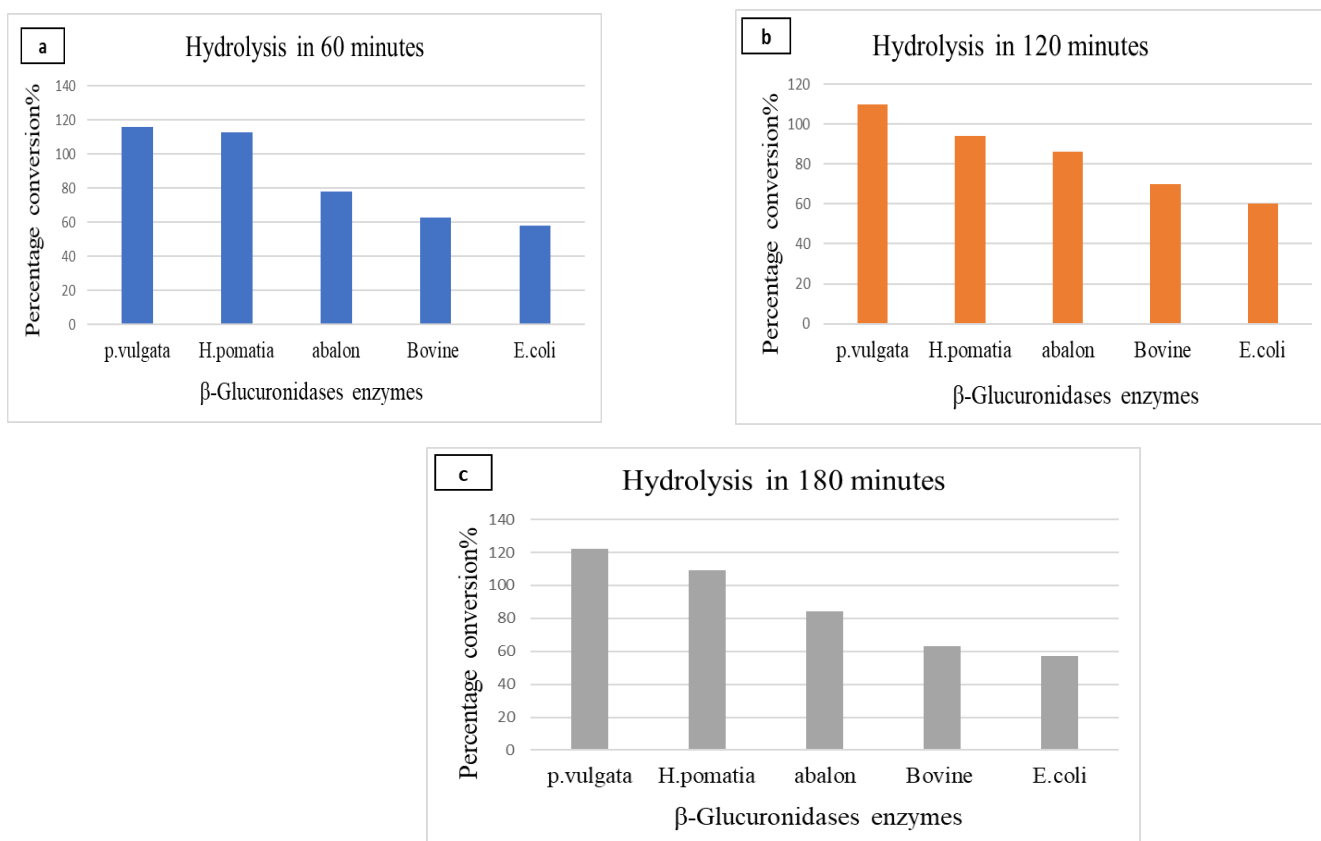 a
Hydrolysis in 60 minutes
Percentage conversion%
140
120
100
80
60
40
20
0
p.vulgata H.pomatia abalon Bovine E.coli
β-Glucuronidases enzymes
b
Hydrolysis in 120 minutes
Percentage conversion%
120
100
80
60
40
20
0
p.vulgata H.pomatia abalon Bovine E.coli
β-Glucuronidases enzymes
c
Hydrolysis in 180 minutes
Percentage conversion%
140
120
100
80
60
40
20
0
p.vulgata H.pomatia abalon Bovine E.coli
β-Glucuronidases enzymes